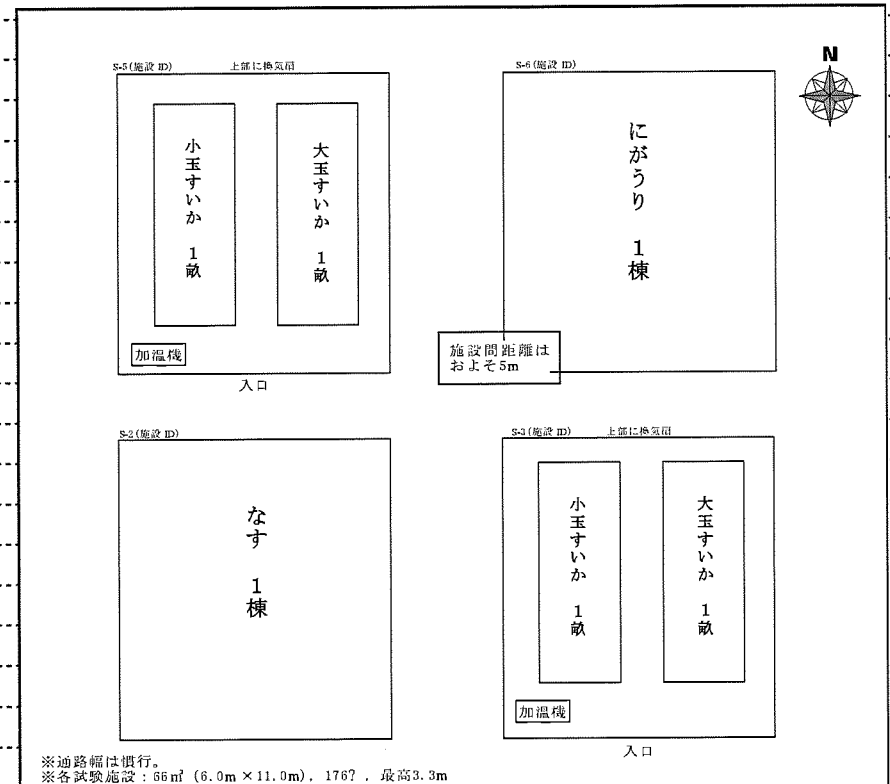 N
S-5(施設 ID) 上部に換気扇
小玉すいか 1畝
大玉すいか 1畝
加温機
入口
S-6(施設 ID)
にがうり 1棟
施設間距離は
およそ5m
S-2(施設 ID)
なす 1棟
S-3(施設 ID) 上部に換気扇
小玉すいか 1畝
大玉すいか 1畝
加温機
入口
※通路幅は慣行。
※各試験施設：66㎡ (6.0m×11.0m), 176?, 最高3.3m